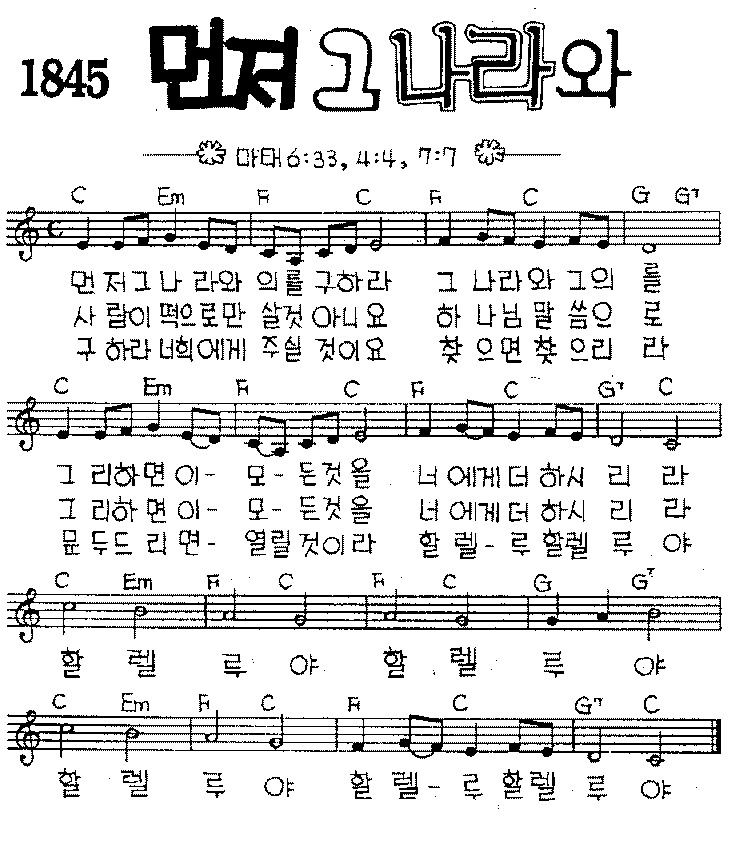 1845 먼저 그 나라와
마태 6:33, 4:4, 7:7
C Em F C F C G G7
먼 저 그 나 라와 의를 구하라 그 나라와 그의 를
사 람이 떡으로만 살것 아니요 하 나님 말 씀으 로
구 하라 너희에게 주실 것이요 찾 으면 찾 으리 라
C Em F C F C G7 C
그 리하면 이- 모- 든것을 너 에게 더 하시 리 라
그 리하면 이- 모- 든것을 너 에게 더 하시 리 라
문 두드 리면- 열릴 것이라 할 렐-루 할렐 루 야
C Em F C F C G G7
할 렐 루 야 할 렐 루 야
C Em F C F C G7 C
할 렐 루 야 할 렐-루 할렐 루 야